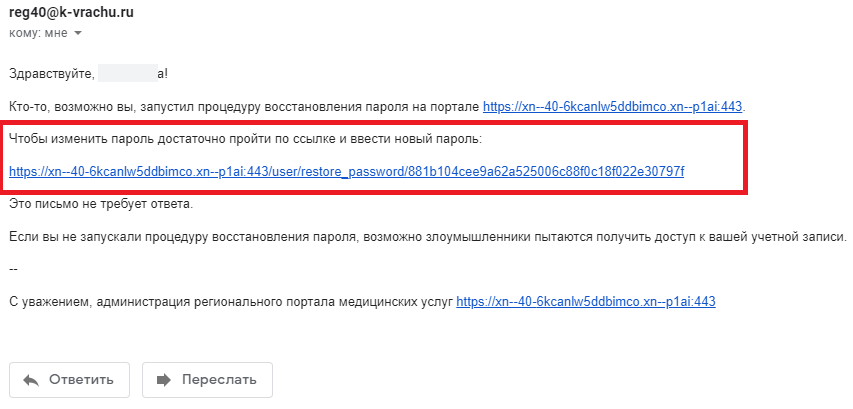 reg40@k-vrachu.ru
кому: мне
Здравствуйте, а!
Кто-то, возможно вы, запустил процедуру восстановления пароля на портале https://xn--40-6kcanlw5ddbimco.xn--p1ai:443.
Чтобы изменить пароль достаточно пройти по ссылке и ввести новый пароль:
https://xn--40-6kcanlw5ddbimco.xn--p1ai:443/user/restore_password/881b104cee9a62a525006c88f0c18f022e30797f
Это письмо не требует ответа.
Если вы не запускали процедуру восстановления пароля, возможно злоумышленники пытаются получить доступ к вашей учетной записи.
--
С уважением, администрация регионального портала медицинских услуг https://xn--40-6kcanlw5ddbimco.xn--p1ai:443
Ответить Переслать